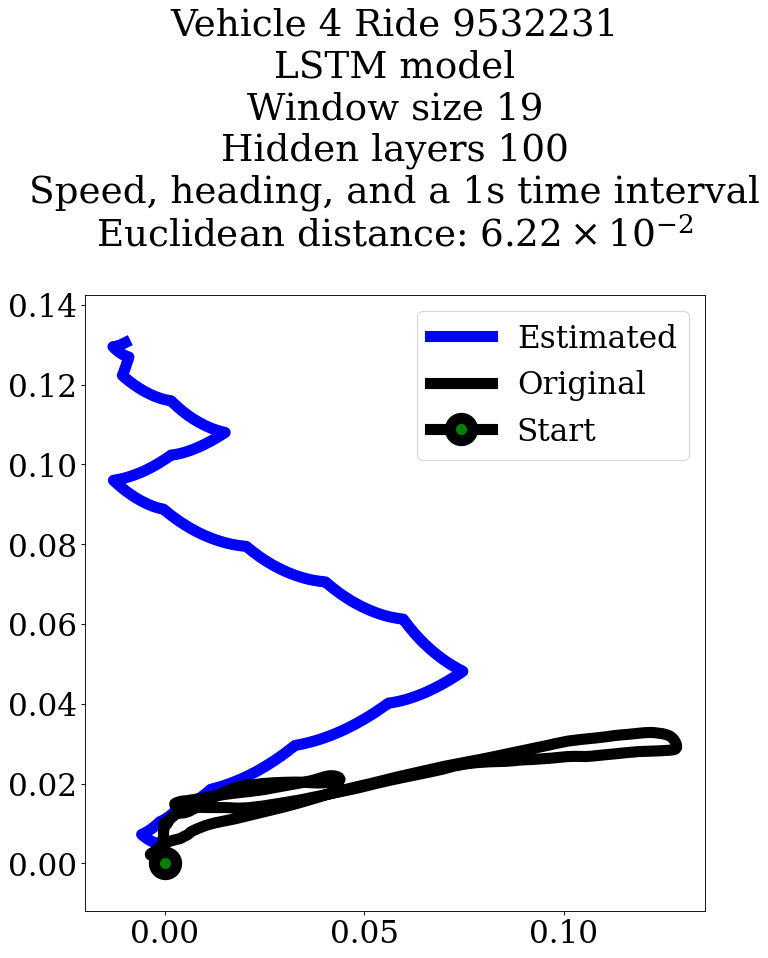 Vehicle 4 Ride 9532231
LSTM model
Window size 19
Hidden layers 100
Speed, heading, and a 1s time interval
Euclidean distance: 6.22 × 10⁻²
0.14
0.12
0.10
0.08
0.06
0.04
0.02
0.00
Estimated
Original
Start
0.00 0.05 0.10